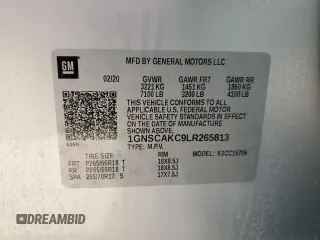 GM
MFD BY GENERAL MOTORS LLC
02/20 GVWR GAWR FRT GAWR RR
3221 KG 1451 KG 1860 KG
7100 LB 3200 LB 4100 LB
THIS VEHICLE CONFORMS TO ALL APPLICABLE U.S. FEDERAL MOTOR
VEHICLE SAFETY AND THEFT PREVENTION STANDARDS IN EFFECT ON THE
DATE OF MANUFACTURE SHOWN ABOVE.
1GNSCAKC9LR265813
TYPE: M.P.V.
TIRE SIZE RIM
FRT P265/65R18 T 18X8.5J
RR P265/65R18 T 18X8.5J
SPA 265/70R17 S 17X7.5J
DREAMBID